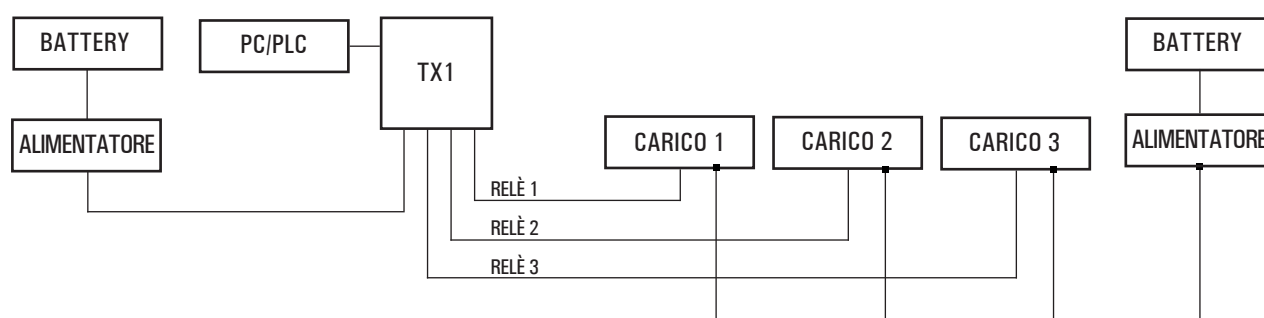 BATTERY
PC/PLC
TX1
BATTERY
ALIMENTATORE
CARICO 1
CARICO 2
CARICO 3
ALIMENTATORE
RELÈ 1
RELÈ 2
RELÈ 3